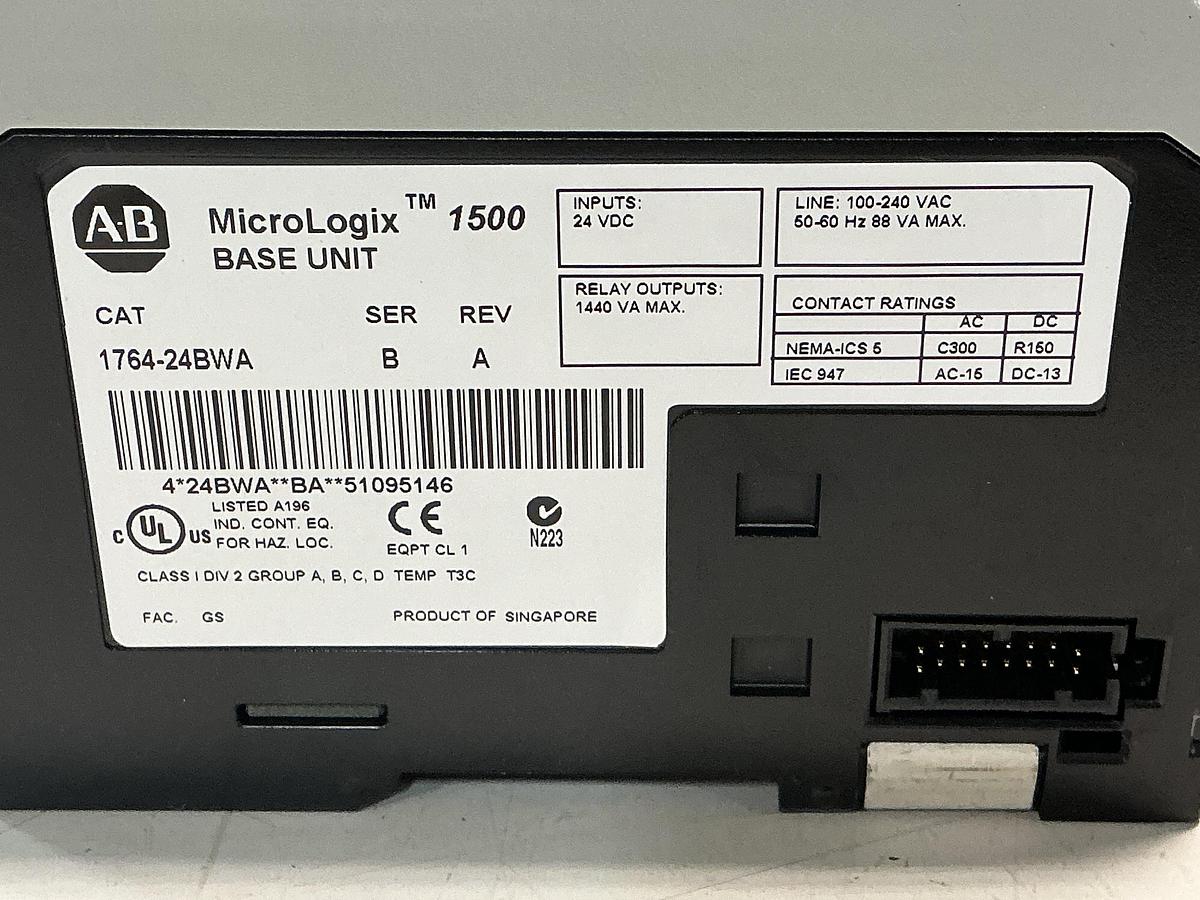 A-B
MicroLogix™ 1500
BASE UNIT
CAT SER REV
1764-24BWA B A
4*24BWA**BA**51095146
C UL US
LISTED A196
IND. CONT. EQ.
FOR HAZ. LOC.
CE
EQPT CL 1
N223
CLASS I DIV 2 GROUP A, B, C, D TEMP T3C
FAC. GS PRODUCT OF SINGAPORE
INPUTS:
24 VDC
LINE: 100-240 VAC
50-60 Hz 88 VA MAX.
RELAY OUTPUTS:
1440 VA MAX.
CONTACT RATINGS
AC DC
NEMA-ICS 5 C300 R150
IEC 947 AC-15 DC-13